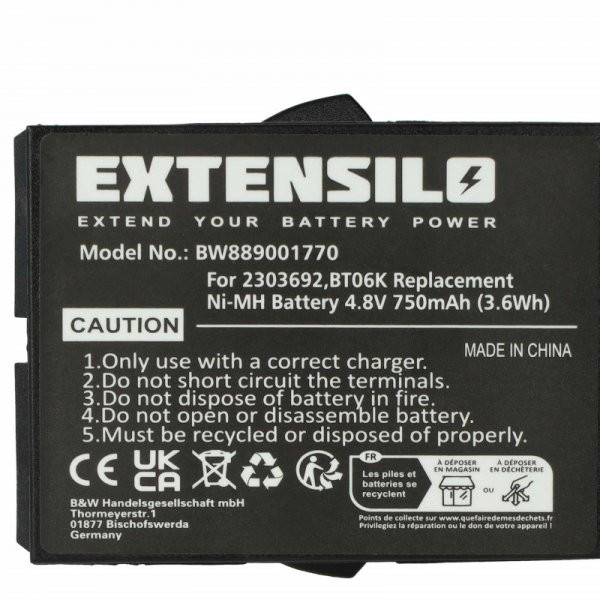 EXTENSILO
EXTEND YOUR BATTERY POWER
Model No.: BW889001770
For 2303692,BT06K Replacement
Ni-MH Battery 4.8V 750mAh (3.6Wh)
CAUTION
MADE IN CHINA
1.Only use with a correct charger.
2.Do not short circuit the terminals.
3.Do not dispose of battery in fire.
4.Do not open or disassemble battery.
5.Must be recycled or disposed of properly.
CE UK CA
B&W Handelsgesellschaft mbH
Thormeyerstr.1
01877 Bischofswerda
Germany
FR
Les piles et
batteries se
recyclent
À DÉPOSER
EN MAGASIN
OU
À DÉPOSER
EN DÉCHÈTERIE
Points de collecte sur www.quefairedemesdechets.fr
Privilégiez la réparation ou le don de votre appareil !